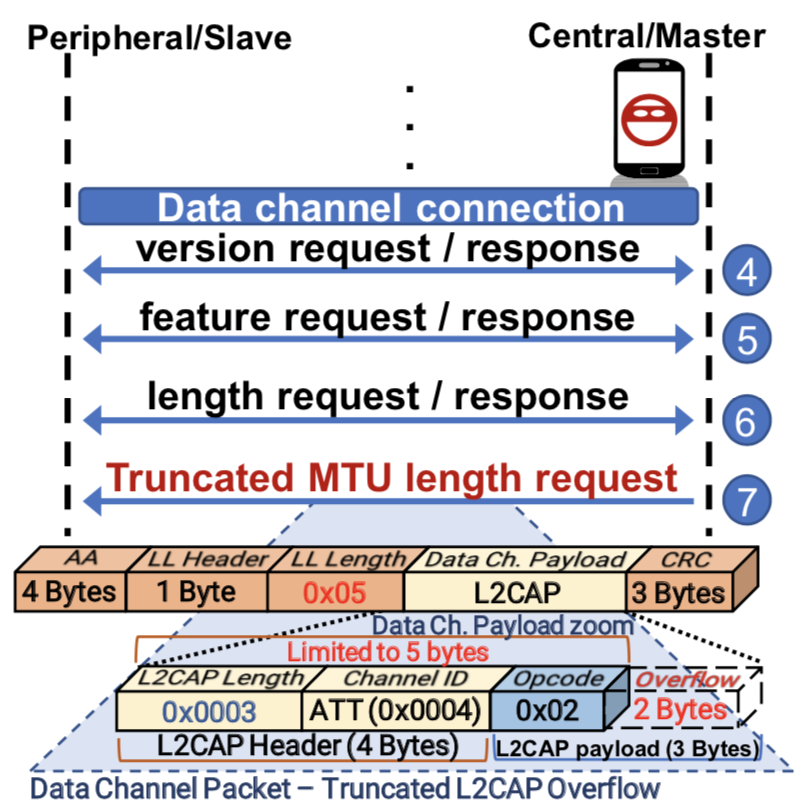 Peripheral/Slave
Central/Master
Data channel connection
version request / response
4
feature request / response
5
length request / response
6
Truncated MTU length request
7
AA LL Header LL Length Data Ch. Payload CRC
4 Bytes 1 Byte 0x05 L2CAP 3 Bytes
Data Ch. Payload zoom
Limited to 5 bytes
L2CAP Length Channel ID Opcode Overflow
0x0003 ATT (0x0004) 0x02 2 Bytes
L2CAP Header (4 Bytes) L2CAP payload (3 Bytes)
Data Channel Packet – Truncated L2CAP Overflow